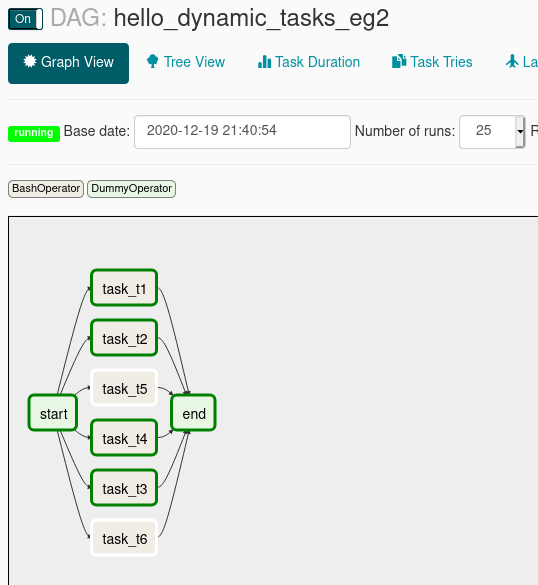 On DAG: hello_dynamic_tasks_eg2
Graph View Tree View Task Duration Task Tries La
running Base date: 2020-12-19 21:40:54 Number of runs: 25 R
BashOperator DummyOperator
task_t1
task_t2
task_t5
start end
task_t4
task_t3
task_t6